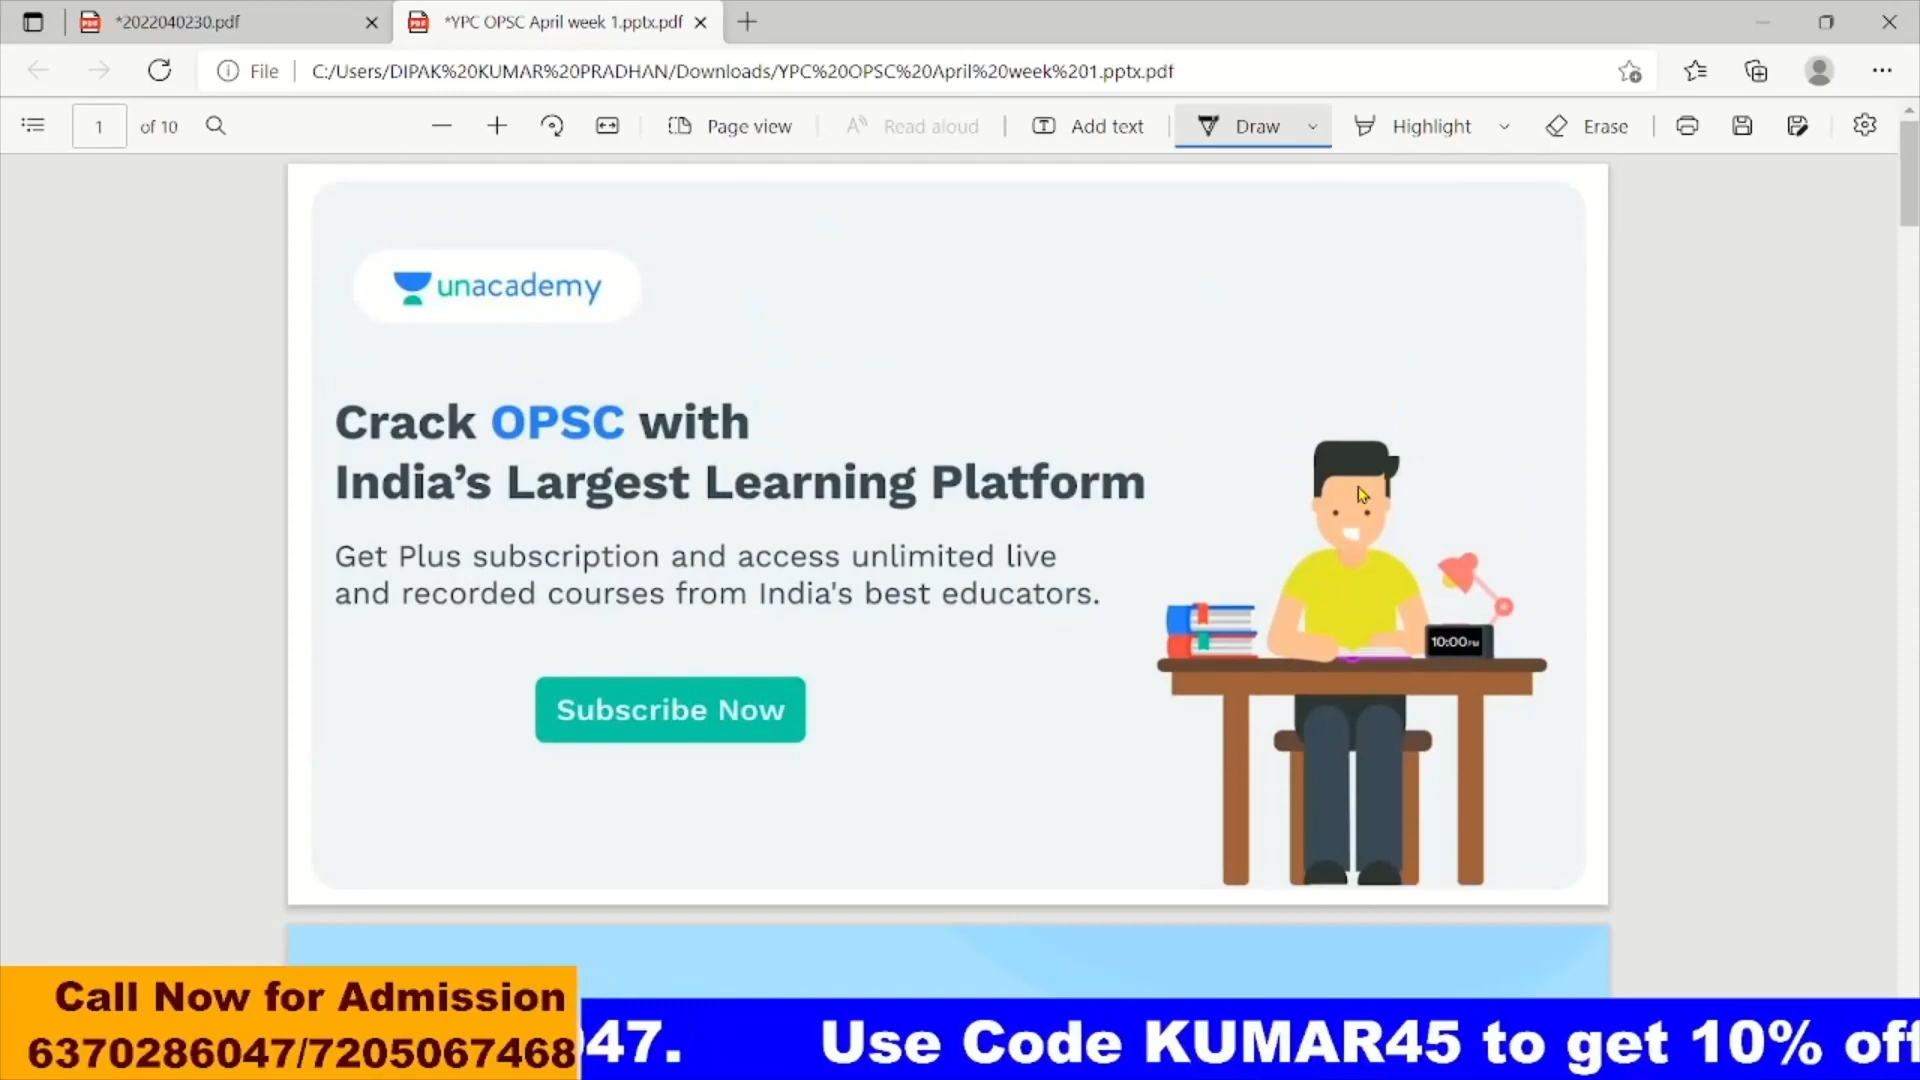 *2022040230.pdf
*YPC OPSC April week 1.pptx.pdf
File
C:/Users/DIPAK%20KUMAR%20PRADHAN/Downloads/YPC%20OPSC%20April%20week%201.pptx.pdf
1 of 10
Page view
Read aloud
Add text
Draw
Highlight
Erase
unacademy
Crack OPSC with
India's Largest Learning Platform
Get Plus subscription and access unlimited live
and recorded courses from India's best educators.
10:00PM
Subscribe Now
Call Now for Admission
6370286047/7205067468
047. Use Code KUMAR45 to get 10% off